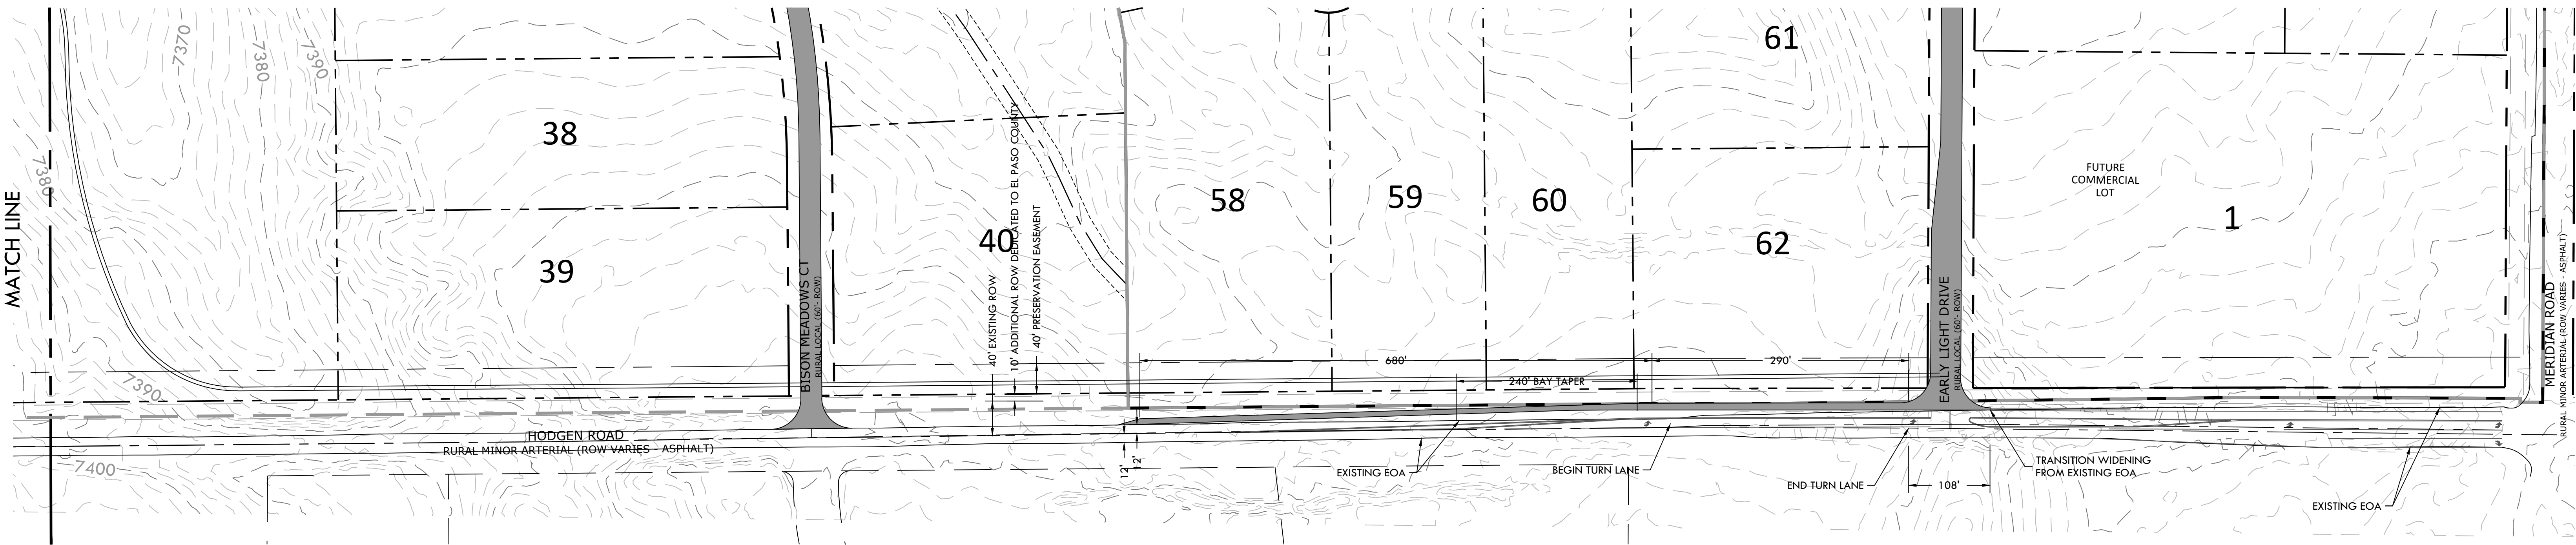 7370
7380
7390
61
38
10' ADDITIONAL ROW DEDICATED TO EL PASO COUNTY
7380
58
59
60
FUTURE
COMMERCIAL
LOT
1
MATCH LINE
39
40
62
40' EXISTING ROW
40' PRESERVATION EASEMENT
BISON MEADOWS CT
RURAL LOCAL (60'- ROW)
EARLY LIGHT DRIVE
RURAL LOCAL (60'- ROW)
MERIDIAN ROAD
RURAL MINOR ARTERIAL-(ROW VARIES - ASPHALT)
680'
290'
7390
240' BAY TAPER
HODGEN ROAD
RURAL MINOR ARTERIAL (ROW VARIES - ASPHALT)
7400
12'
12'
EXISTING EOA
BEGIN TURN LANE
END TURN LANE
108'
TRANSITION WIDENING
FROM EXISTING EOA
EXISTING EOA